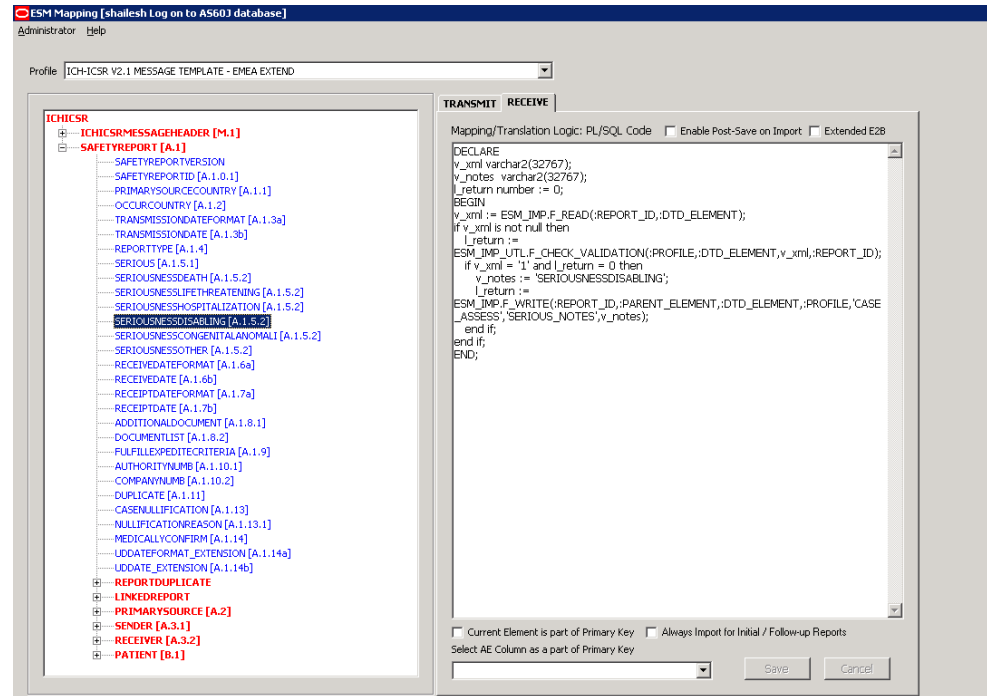 ESM Mapping [shailesh Log on to AS60J database]
Administrator Help
Profile ICH-ICSR V2.1 MESSAGE TEMPLATE - EMEA EXTEND
ICHICSR
ICHICSRMESSAGEHEADER [M.1]
SAFETYREPORT [A.1]
SAFETYREPORTVERSION
SAFETYREPORTID [A.1.0.1]
PRIMARYSOURCECOUNTRY [A.1.1]
OCCURCOUNTRY [A.1.2]
TRANSMISSIONDATEFORMAT [A.1.3a]
TRANSMISSIONDATE [A.1.3b]
REPORTTYPE [A.1.4]
SERIOUS [A.1.5.1]
SERIOUSNESSDEATH [A.1.5.2]
SERIOUSNESSLIFETHREATENING [A.1.5.2]
SERIOUSNESSHOSPITALIZATION [A.1.5.2]
SERIOUSNESSDISABLING [A.1.5.2]
SERIOUSNESSCONGENITALANOMALI [A.1.5.2]
SERIOUSNESSOTHER [A.1.5.2]
RECEIVEDATEFORMAT [A.1.6a]
RECEIVEDATE [A.1.6b]
RECEIPTDATEFORMAT [A.1.7a]
RECEIPTDATE [A.1.7b]
ADDITIONALDOCUMENT [A.1.8.1]
DOCUMENTLIST [A.1.8.2]
FULFILLEXPEDITECRITERIA [A.1.9]
AUTHORITYNUMB [A.1.10.1]
COMPANYNUMB [A.1.10.2]
DUPLICATE [A.1.11]
CASENULLIFICATION [A.1.13]
NULLIFICATIONREASON [A.1.13.1]
MEDICALLYCONFIRM [A.1.14]
UDDATEFORMAT_EXTENSION [A.1.14a]
UDDATE_EXTENSION [A.1.14b]
REPORTDUPLICATE
LINKEDREPORT
PRIMARYSOURCE [A.2]
SENDER [A.3.1]
RECEIVER [A.3.2]
PATIENT [B.1]
TRANSMIT RECEIVE
Mapping/Translation Logic: PL/SQL Code Enable Post-Save on Import Extended E2B
DECLARE
v_xml varchar2(32767);
v_notes varchar2(32767);
l_return number := 0;
BEGIN
v_xml := ESM_IMP.F_READ(:REPORT_ID,:DTD_ELEMENT);
if v_xml is not null then
l_return :=
ESM_IMP_UTL.F_CHECK_VALIDATION(:PROFILE,:DTD_ELEMENT,v_xml,:REPORT_ID);
if v_xml = '1' and l_return = 0 then
v_notes := 'SERIOUSNESSDISABLING';
l_return :=
ESM_IMP.F_WRITE(:REPORT_ID,:PARENT_ELEMENT,:DTD_ELEMENT,:PROFILE,'CASE
_ASSESS','SERIOUS_NOTES',v_notes);
end if;
end if;
END;
Current Element is part of Primary Key Always Import for Initial / Follow-up Reports
Select AE Column as a part of Primary Key
Save Cancel